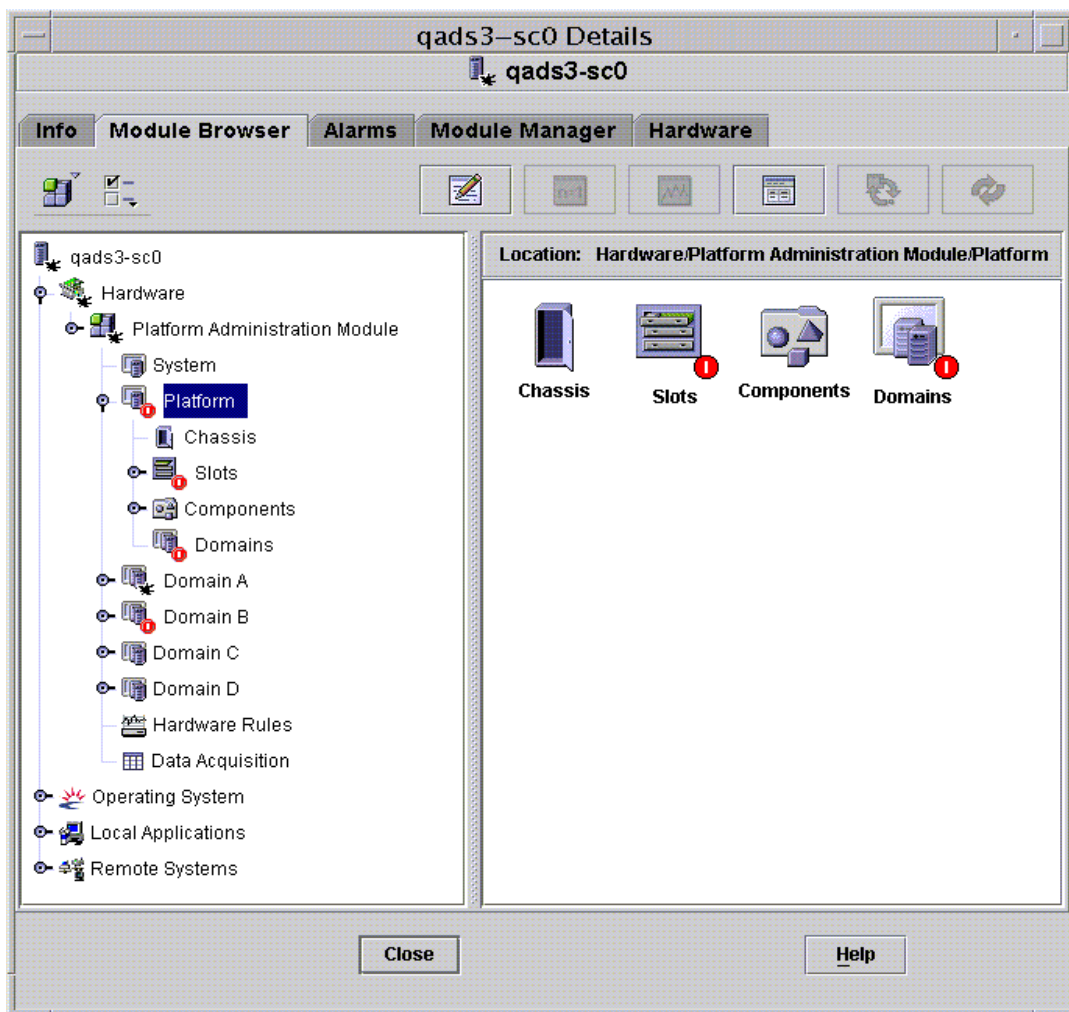 qads3-sc0 Details
qads3-sc0
Info Module Browser Alarms Module Manager Hardware
n=1
qads3-sc0
Hardware
Platform Administration Module
System
Platform
Chassis
Slots
Components
Domains
Domain A
Domain B
Domain C
Domain D
Hardware Rules
Data Acquisition
Operating System
Local Applications
Remote Systems
Location: Hardware/Platform Administration Module/Platform
Chassis Slots Components Domains
Close Help